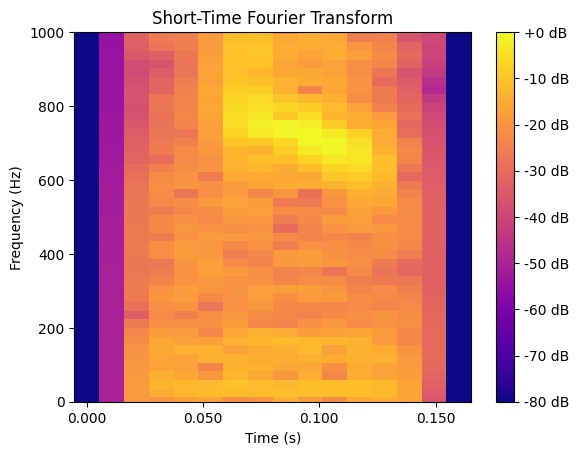 Short-Time Fourier Transform
1000
800
600
400
200
0
Frequency (Hz)
0.000
0.050
0.100
0.150
Time (s)
+0 dB
-10 dB
-20 dB
-30 dB
-40 dB
-50 dB
-60 dB
-70 dB
-80 dB